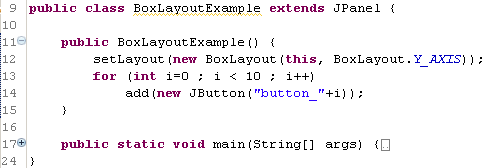 9 public class BoxLayoutExample extends JPanel {
10
11 public BoxLayoutExample() {
12 setLayout(new BoxLayout(this, BoxLayout.Y_AXIS));
13 for (int i=0 ; i < 10 ; i++)
14 add(new JButton("button_"+i));
15 }
16
17 public static void main(String[] args) {
24 }